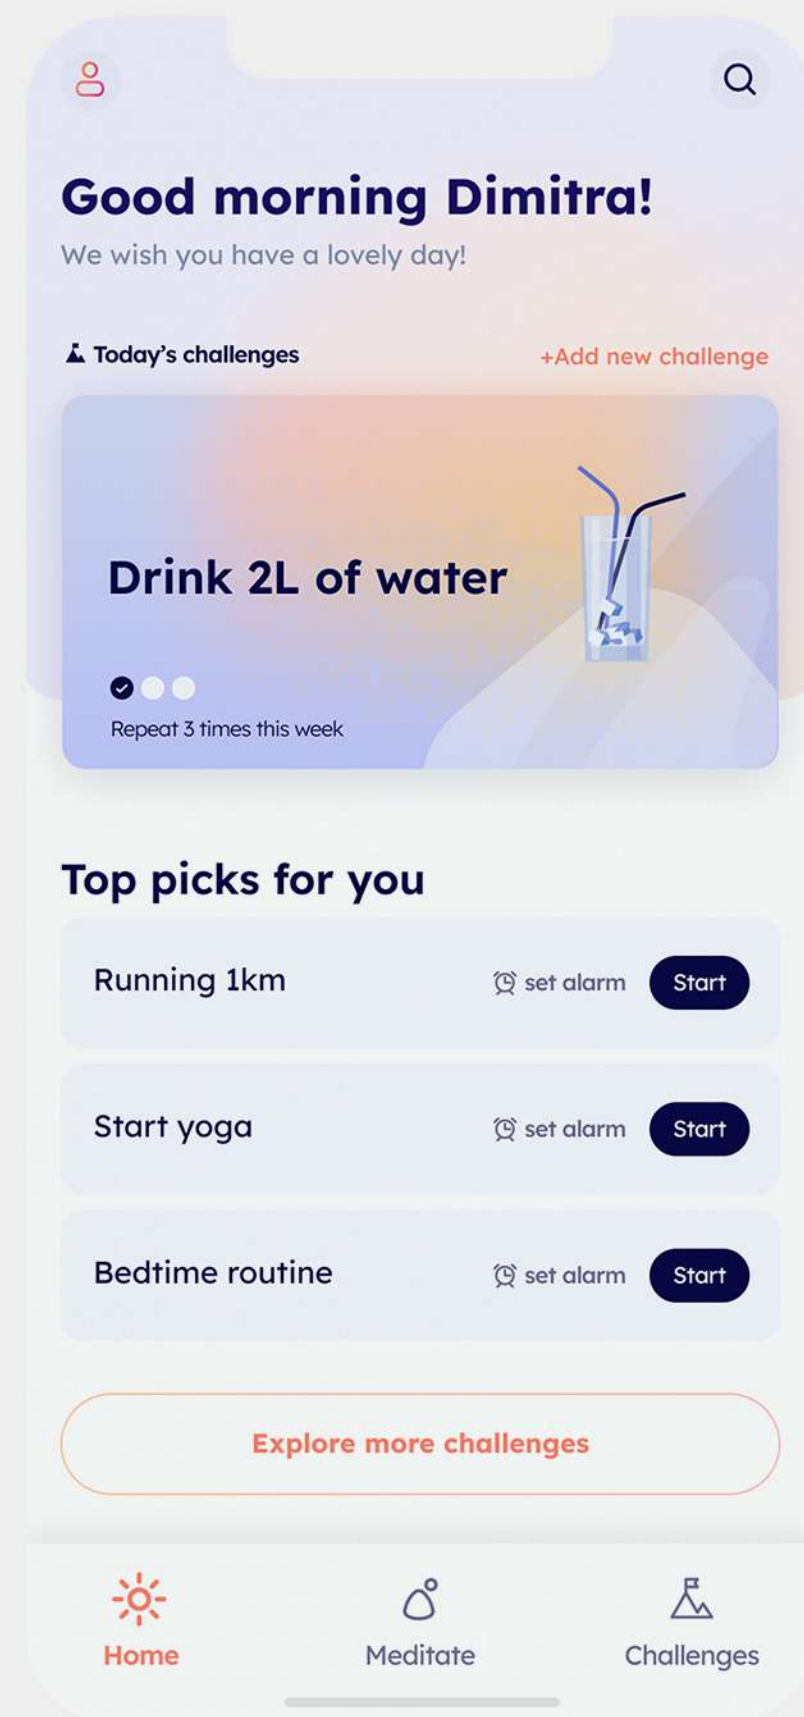 Good morning Dimitra!
We wish you have a lovely day!
Today's challenges
+Add new challenge
Drink 2L of water
Repeat 3 times this week
Top picks for you
Running 1km
set alarm
Start
Start yoga
set alarm
Start
Bedtime routine
set alarm
Start
Explore more challenges
Home
Meditate
Challenges